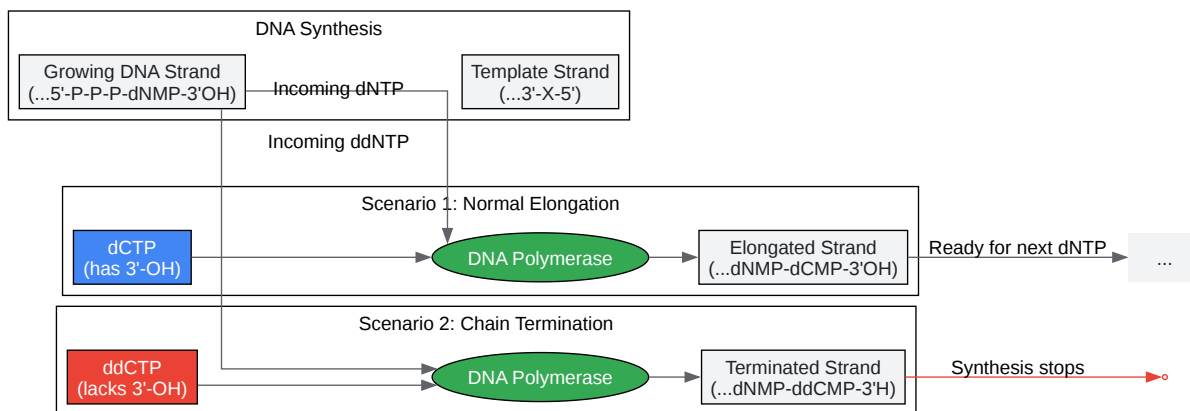 DNA Synthesis
Growing DNA Strand
(...5'-P-P-P-dNMP-3'OH)
Incoming dNTP
Template Strand
(...3'-X-5')
Incoming ddNTP
Scenario 1: Normal Elongation
dCTP
(has 3'-OH)
DNA Polymerase
Elongated Strand
(...dNMP-dCMP-3'OH)
Ready for next dNTP
...
Scenario 2: Chain Termination
ddCTP
(lacks 3'-OH)
DNA Polymerase
Terminated Strand
(...dNMP-ddCMP-3'H)
Synthesis stops